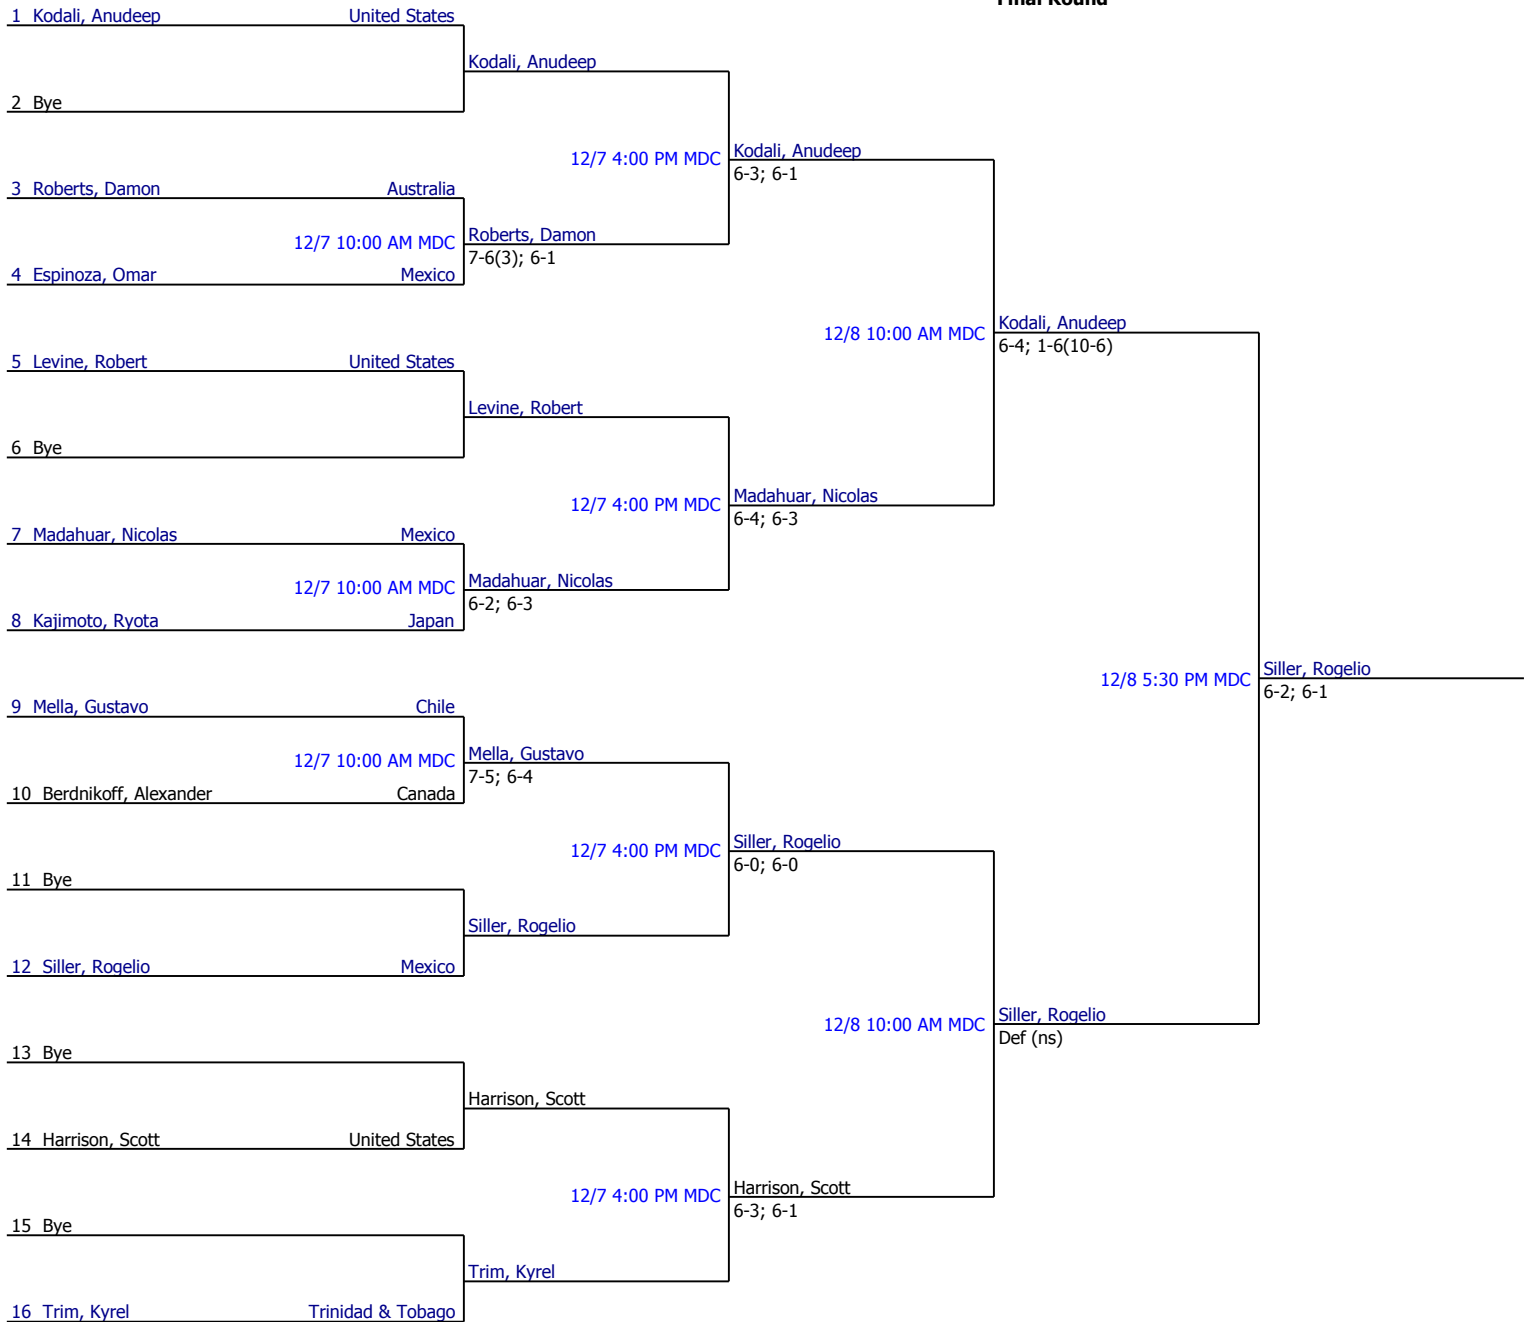 Final Round
1 Kodali, Anudeep United States
Kodali, Anudeep
2 Bye
12/7 4:00 PM MDC Kodali, Anudeep
6-3; 6-1
3 Roberts, Damon Australia
12/7 10:00 AM MDC Roberts, Damon
7-6(3); 6-1
4 Espinoza, Omar Mexico
12/8 10:00 AM MDC Kodali, Anudeep
6-4; 1-6(10-6)
5 Levine, Robert United States
Levine, Robert
6 Bye
12/7 4:00 PM MDC Madahuar, Nicolas
6-4; 6-3
7 Madahuar, Nicolas Mexico
12/7 10:00 AM MDC Madahuar, Nicolas
6-2; 6-3
8 Kajimoto, Ryota Japan
12/8 5:30 PM MDC Siller, Rogelio
6-2; 6-1
9 Mella, Gustavo Chile
12/7 10:00 AM MDC Mella, Gustavo
7-5; 6-4
10 Berdnikoff, Alexander Canada
12/7 4:00 PM MDC Siller, Rogelio
6-0; 6-0
11 Bye
Siller, Rogelio
12 Siller, Rogelio Mexico
12/8 10:00 AM MDC Siller, Rogelio
Def (ns)
13 Bye
Harrison, Scott
14 Harrison, Scott United States
12/7 4:00 PM MDC Harrison, Scott
6-3; 6-1
15 Bye
Trim, Kyrel
16 Trim, Kyrel Trinidad & Tobago